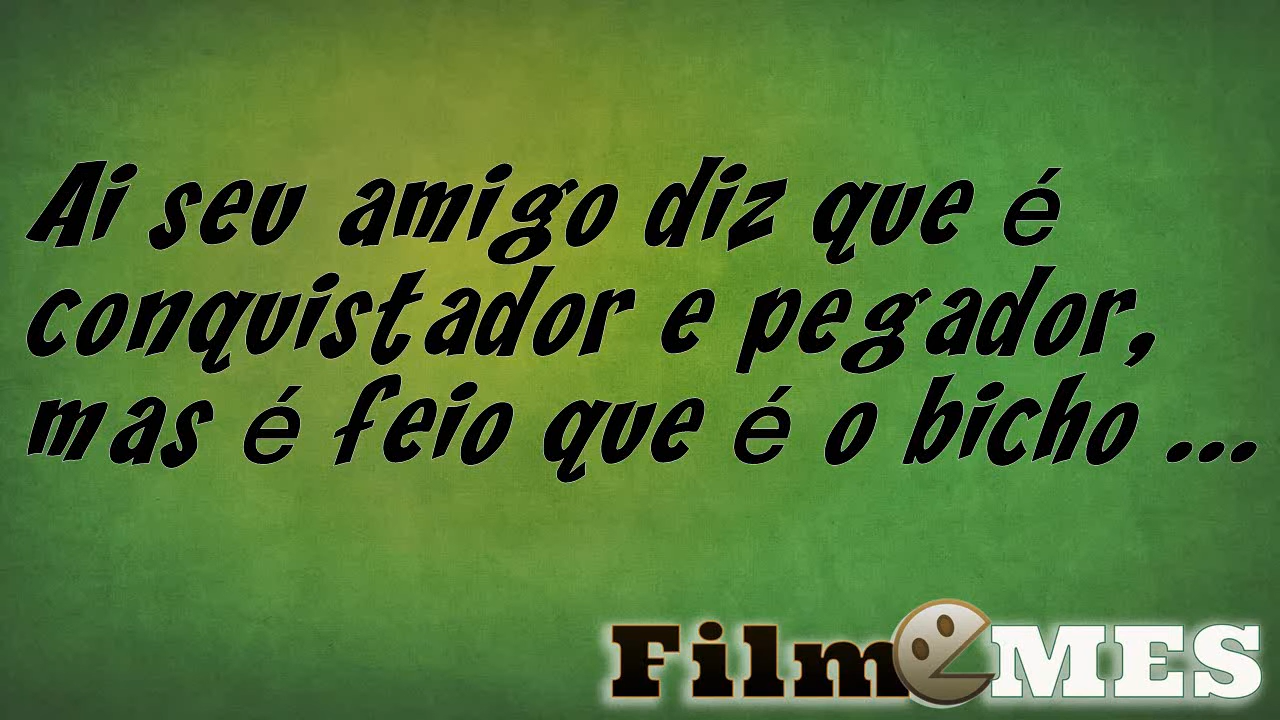 Ai seu amigo diz que é
conquistador e pegador,
mas é feio que é o bicho ...
FilmeMES